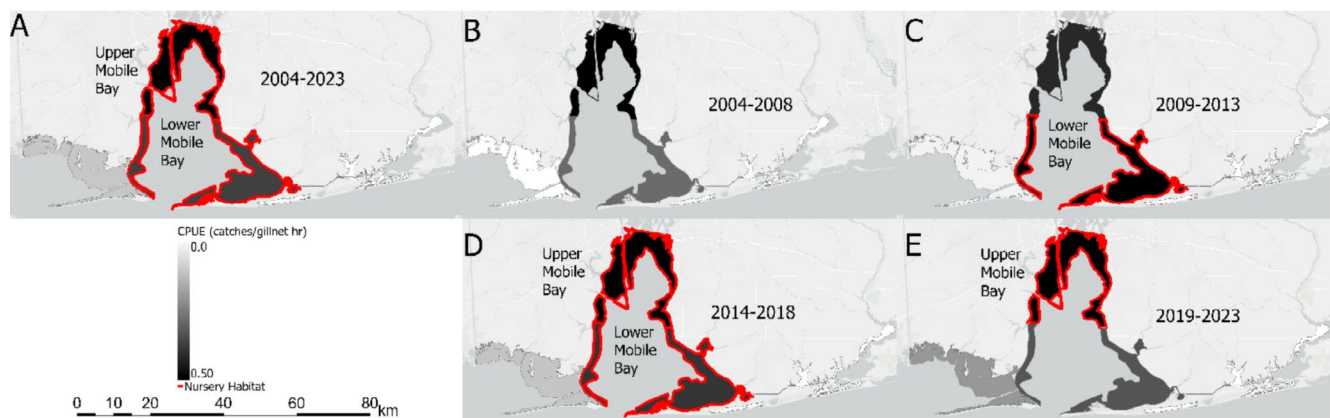 A
Upper
Mobile
Bay
2004-2023
Lower
Mobile
Bay
B
2004-2008
C
2009-2013
Lower
Mobile
Bay
CPUE (catches/gillnet hr)
0.0
0.50
Nursery Habitat
0 10 20 40 60 80 km
D
Upper
Mobile
Bay
2014-2018
Lower
Mobile
Bay
E
Upper
Mobile
Bay
2019-2023